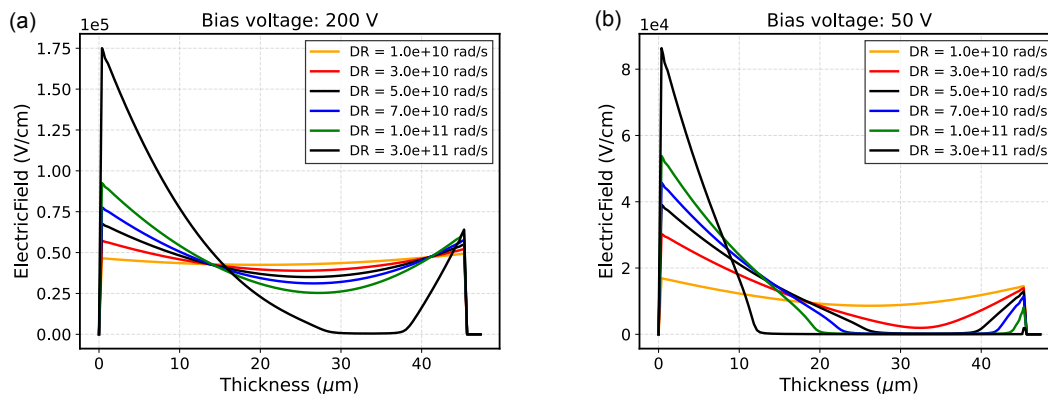 (a)
Bias voltage: 200 V
1e5
ElectricField (V/cm)
1.75
1.50
1.25
1.00
0.75
0.50
0.25
0.00
DR = 1.0e+10 rad/s
DR = 3.0e+10 rad/s
DR = 5.0e+10 rad/s
DR = 7.0e+10 rad/s
DR = 1.0e+11 rad/s
DR = 3.0e+11 rad/s
0 10 20 30 40
Thickness (μm)
(b)
Bias voltage: 50 V
1e4
ElectricField (V/cm)
8
6
4
2
0
DR = 1.0e+10 rad/s
DR = 3.0e+10 rad/s
DR = 5.0e+10 rad/s
DR = 7.0e+10 rad/s
DR = 1.0e+11 rad/s
DR = 3.0e+11 rad/s
0 10 20 30 40
Thickness (μm)